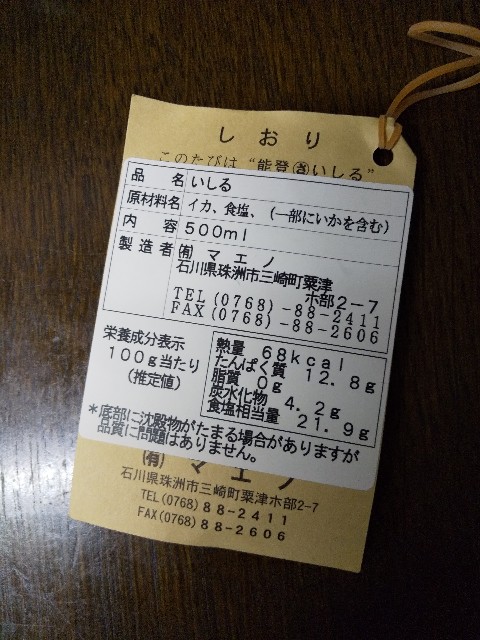 しおり
このたびは "能登㋚いしる"
品名 いしる
原材料名 イカ、食塩、(一部にいかを含む)
内容 500ml
製造者 ㈲ マエノ
石川県珠洲市三崎町粟津
ホ部2-7
TEL(0768)-88-2411
FAX(0768)-88-2606
栄養成分表示
100g当たり
(推定値)
熱量 68kcal
たんぱく質 12.8g
脂質 0g
炭水化物 4.2g
食塩相当量 21.9g
*底部に沈殿物がたまる場合がありますが
品質に問題はありません。
(有) マエノ
石川県珠洲市三崎町粟津ホ部2-7
TEL(0768)88-2411
FAX(0768)88-2606